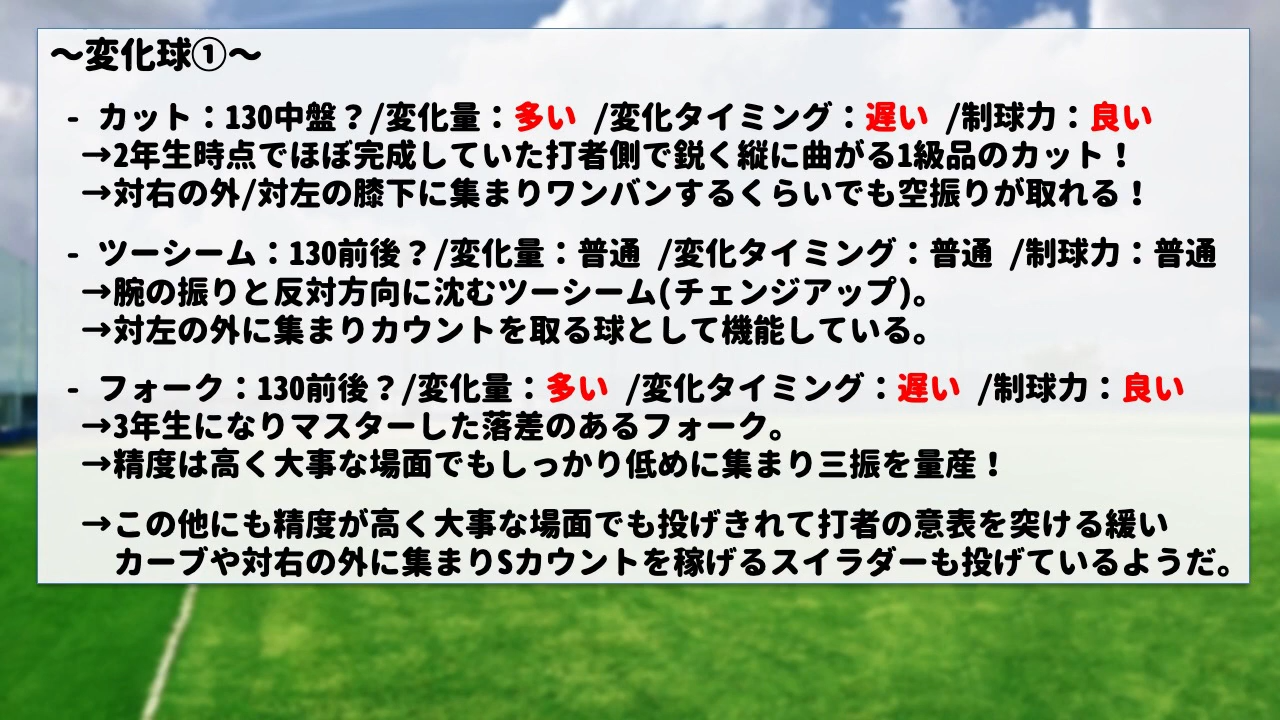 ～変化球①～
- カット：130中盤？/変化量：多い /変化タイミング：遅い /制球力：良い
→2年生時点でほぼ完成していた打者側で鋭く縦に曲がる1級品のカット！
→対右の外/対左の膝下に集まりワンバンするくらいでも空振りが取れる！
- ツーシーム：130前後？/変化量：普通 /変化タイミング：普通 /制球力：普通
→腕の振りと反対方向に沈むツーシーム(チェンジアップ)。
→対左の外に集まりカウントを取る球として機能している。
- フォーク：130前後？/変化量：多い /変化タイミング：遅い /制球力：良い
→3年生になりマスターした落差のあるフォーク。
→精度は高く大事な場面でもしっかり低めに集まり三振を量産！
→この他にも精度が高く大事な場面でも投げきれて打者の意表を突ける緩い
カーブや対右の外に集まりSカウントを稼げるスイラダーも投げているようだ。